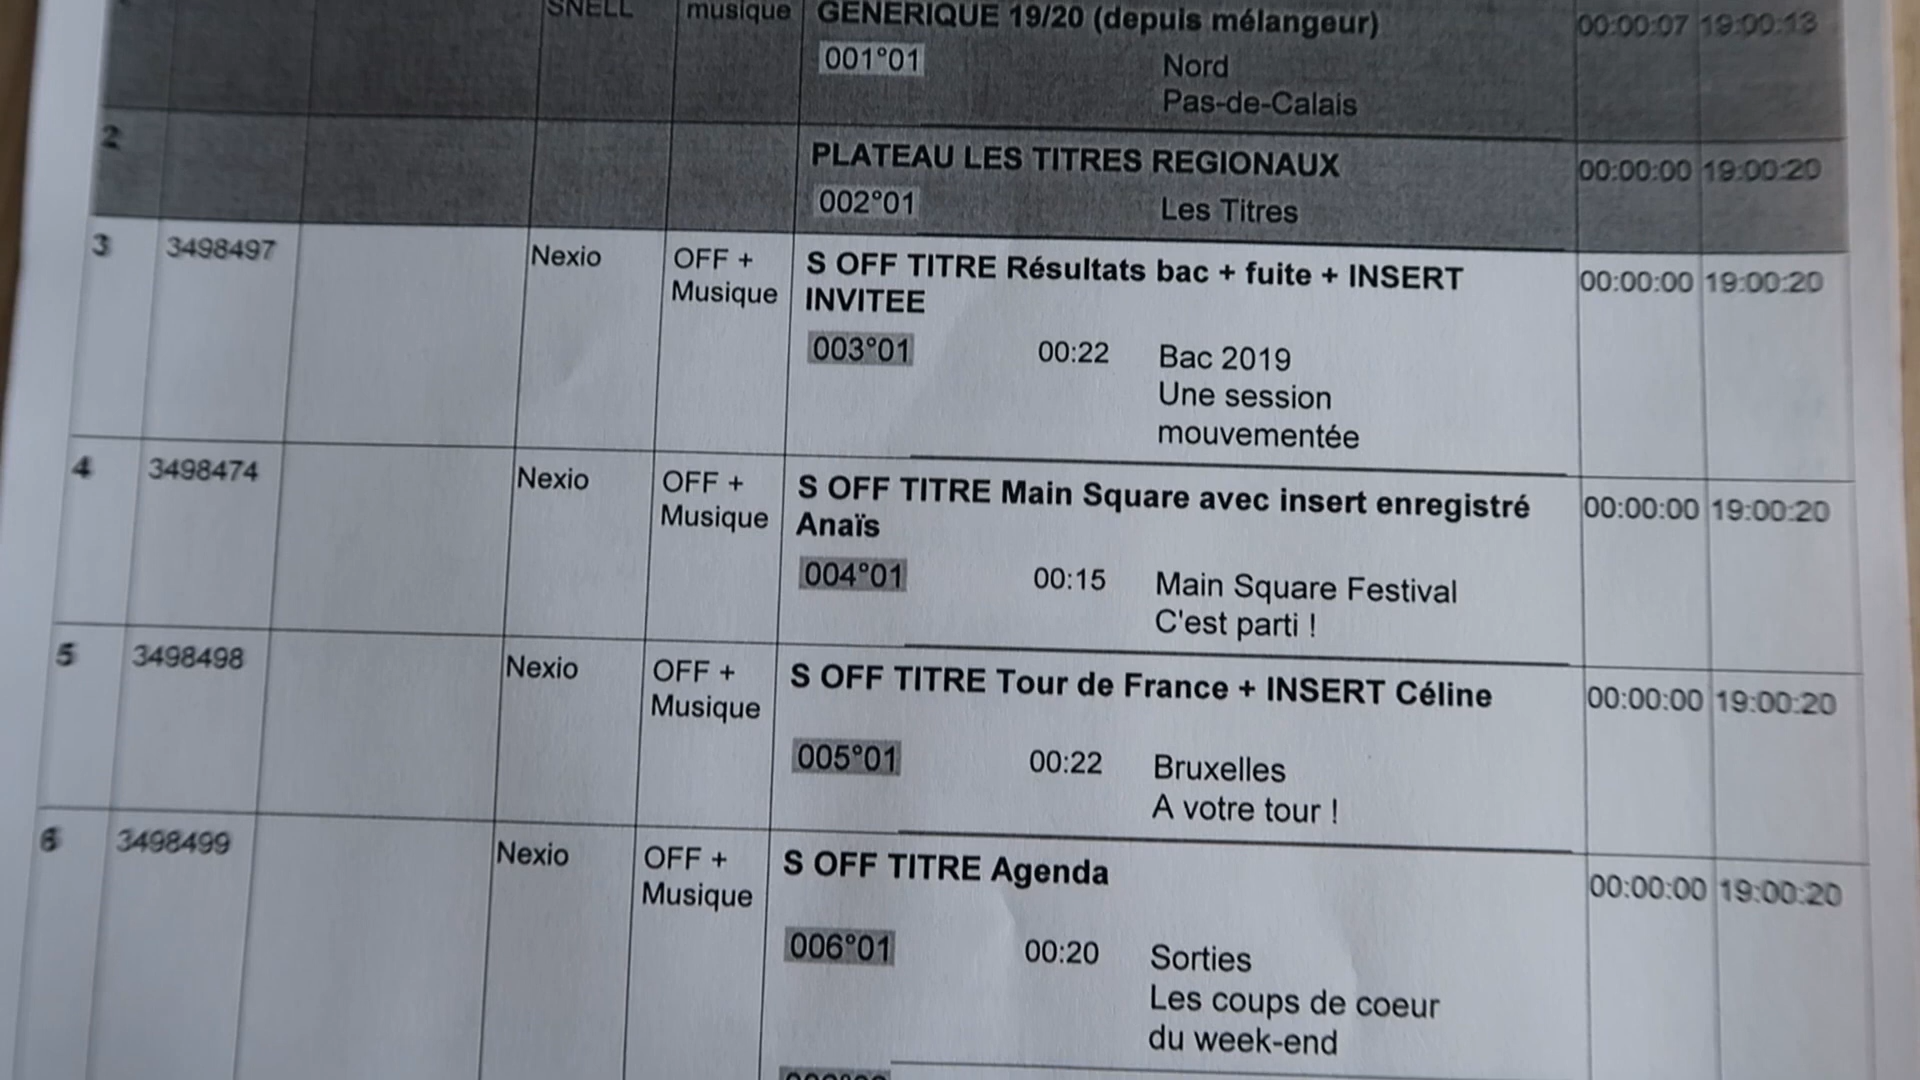 SNELL musique GENERIQUE 19/20 (depuis mélangeur) 00:00:07 19:00:13
001°01 Nord
Pas-de-Calais
2 PLATEAU LES TITRES REGIONAUX 00:00:00 19:00:20
002°01 Les Titres
3 3498497 Nexio OFF + S OFF TITRE Résultats bac + fuite + INSERT 00:00:00 19:00:20
Musique INVITEE
003°01 00:22 Bac 2019
Une session
mouvementée
4 3498474 Nexio OFF + S OFF TITRE Main Square avec insert enregistré 00:00:00 19:00:20
Musique Anaïs
004°01 00:15 Main Square Festival
C'est parti !
5 3498498 Nexio OFF + S OFF TITRE Tour de France + INSERT Céline 00:00:00 19:00:20
Musique
005°01 00:22 Bruxelles
A votre tour !
6 3498499 Nexio OFF + S OFF TITRE Agenda 00:00:00 19:00:20
Musique
006°01 00:20 Sorties
Les coups de coeur
du week-end